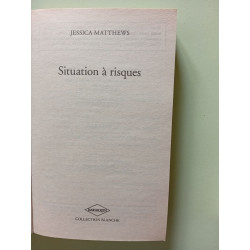 JESSICA MATTHEWS
Situation à risques
COLLECTION BLANCHE